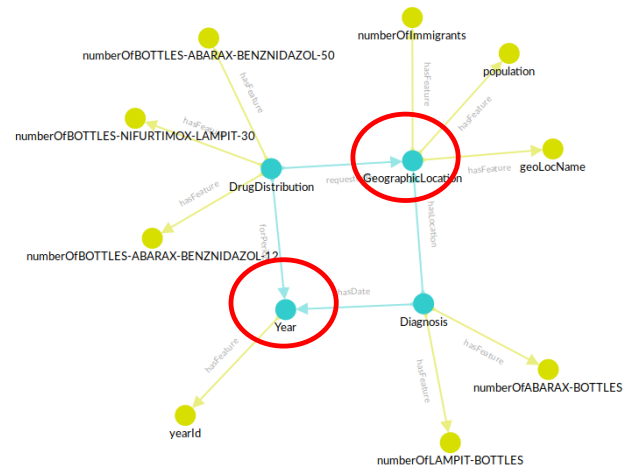 numberOfImmigrants
numberOfBOTTLES-ABARAX-BENZNIDAZOL-50
population
hasFeature
hasFeature
hasFeature
numberOfBOTTLES-NIFURTIMOX-LAMPIT-30
hasFeature
geoLocName
hasFeature
DrugDistribution
GeographicLocation
hasFeature
hasLocation
numberOfBOTTLES-ABARAX-BENZNIDAZOL-12
hasDate
Year
Diagnosis
hasFeature
hasFeature
hasFeature
numberOfABARAX-BOTTLES
yearId
numberOfLAMPIT-BOTTLES